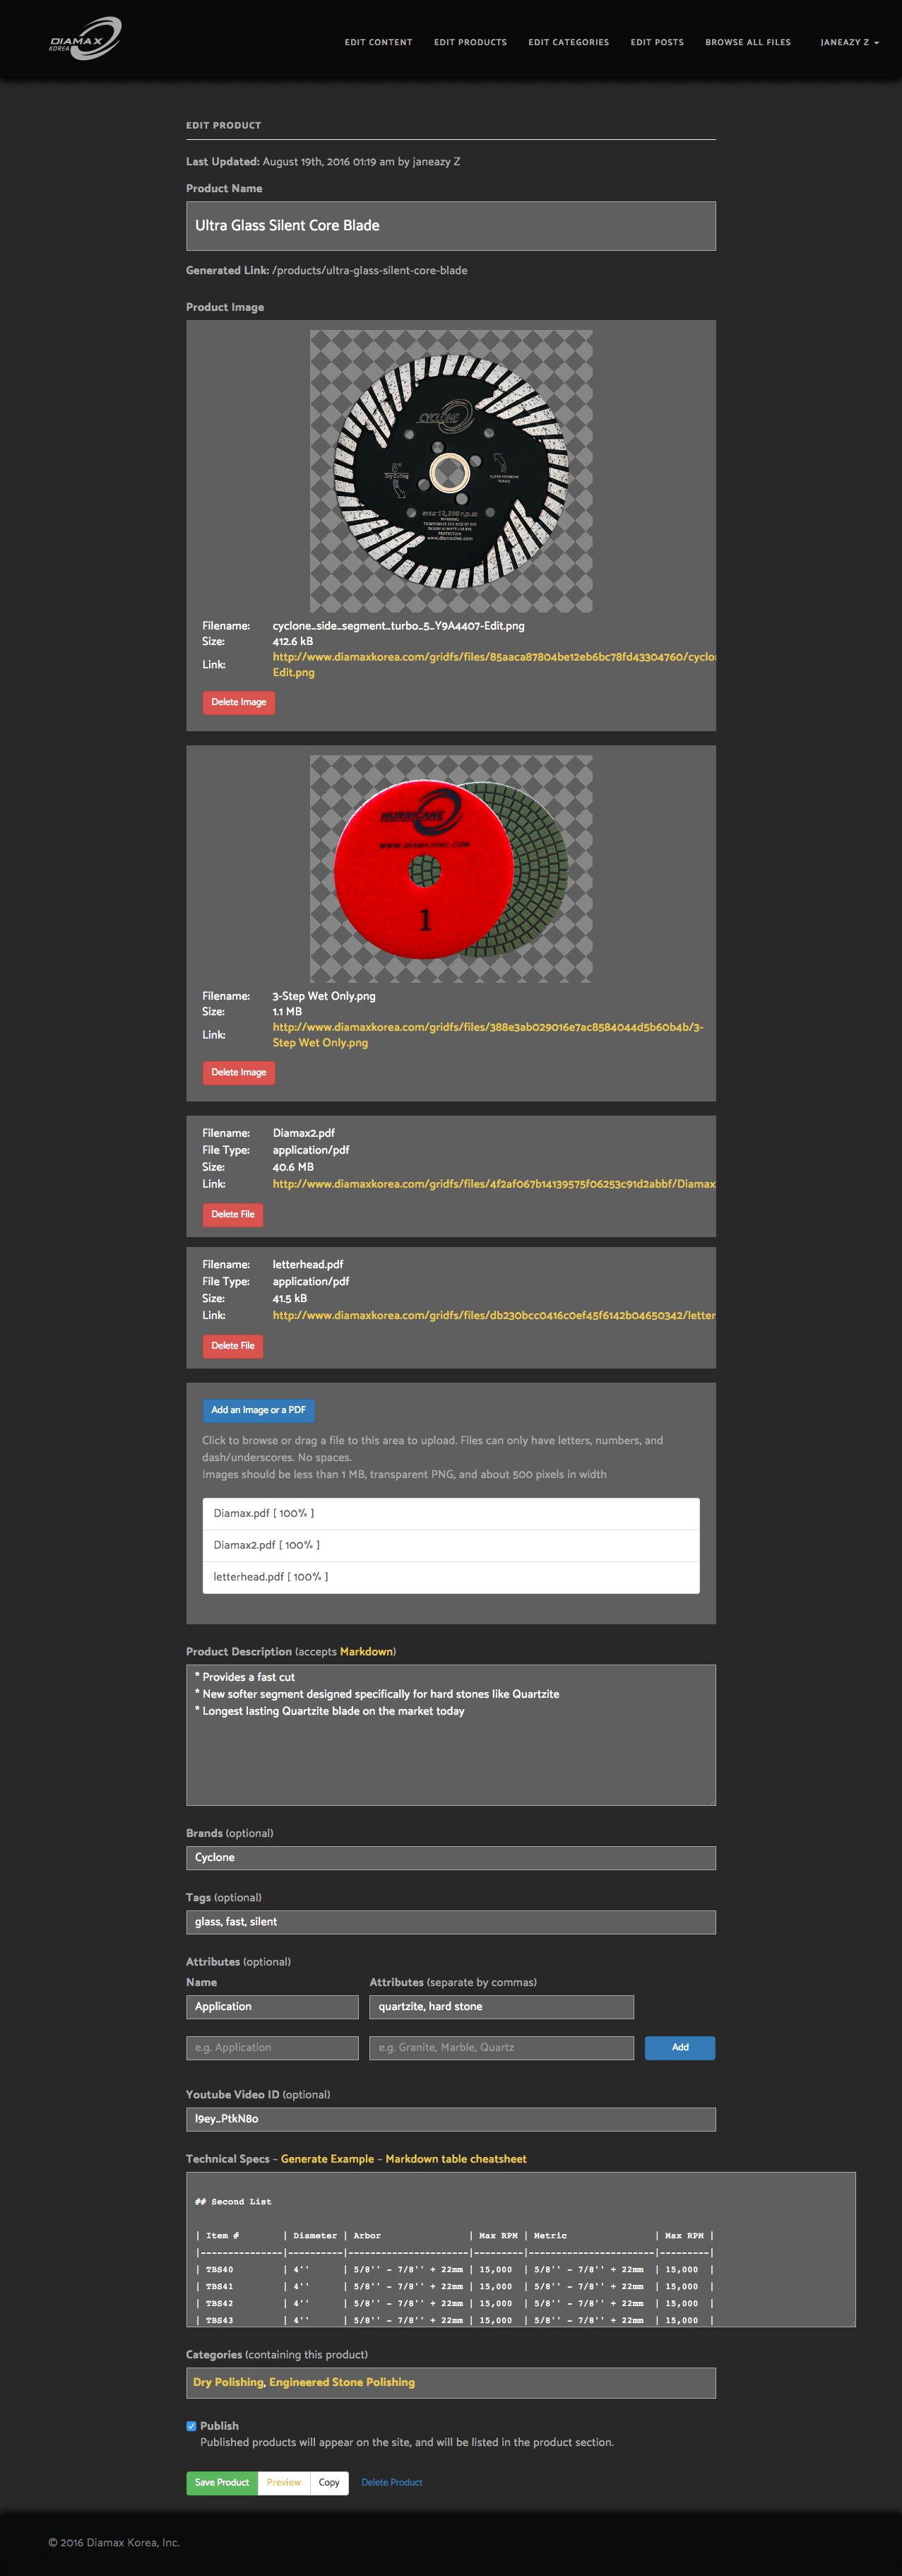 DIAMAX
KOREA
EDIT CONTENT
EDIT PRODUCTS
EDIT CATEGORIES
EDIT POSTS
BROWSE ALL FILES
JANEAZY Z
EDIT PRODUCT
Last Updated: August 19th, 2016 01:19 am by janeazy Z
Product Name
Ultra Glass Silent Core Blade
Generated Link: /products/ultra-glass-silent-core-blade
Product Image
CYCLONE
Dry Cutting
SUPER PREMIUM
max 13,200 r.p.m
WARNING
PROTECTION
Filename: cyclone_side_segment_turbo_5_Y9A4407-Edit.png
Size: 412.6 kB
Link: http://www.diamaxkorea.com/gridfs/files/85aaca87804be12eb6bc78fd43304760/cyclo
Edit.png
Delete Image
HURRICANE
WWW.DIAMAXINC.COM
1
Filename: 3-Step Wet Only.png
Size: 1.1 MB
Link: http://www.diamaxkorea.com/gridfs/files/388e3ab029016e7ac8584044d5b60b4b/3-
Step Wet Only.png
Delete Image
Filename: Diamax2.pdf
File Type: application/pdf
Size: 40.6 MB
Link: http://www.diamaxkorea.com/gridfs/files/4f2af067b14139575f06253c91d2abbf/Diamax
Delete File
Filename: letterhead.pdf
File Type: application/pdf
Size: 41.5 kB
Link: http://www.diamaxkorea.com/gridfs/files/db230bcc0416c0ef45f6142b04650342/letter
Delete File
Add an Image or a PDF
Click to browse or drag a file to this area to upload. Files can only have letters, numbers, and
dash/underscores. No spaces.
Images should be less than 1 MB, transparent PNG, and about 500 pixels in width
Diamax.pdf [ 100% ]
Diamax2.pdf [ 100% ]
letterhead.pdf [ 100% ]
Product Description (accepts Markdown)
* Provides a fast cut
* New softer segment designed specifically for hard stones like Quartzite
* Longest lasting Quartzite blade on the market today
Brands (optional)
Cyclone
Tags (optional)
glass, fast, silent
Attributes (optional)
Name Attributes (separate by commas)
Application quartzite, hard stone
e.g. Application e.g. Granite, Marble, Quartz Add
Youtube Video ID (optional)
I9ey_PtkN8o
Technical Specs – Generate Example – Markdown table cheatsheet
## Second List
| Item # | Diameter | Arbor | Max RPM | Metric | Max RPM |
|---------------|----------|----------------------|---------|-----------------------|---------|
| TBS40 | 4'' | 5/8'' - 7/8'' + 22mm | 15,000 | 5/8'' - 7/8'' + 22mm | 15,000 |
| TBS41 | 4'' | 5/8'' - 7/8'' + 22mm | 15,000 | 5/8'' - 7/8'' + 22mm | 15,000 |
| TBS42 | 4'' | 5/8'' - 7/8'' + 22mm | 15,000 | 5/8'' - 7/8'' + 22mm | 15,000 |
| TBS43 | 4'' | 5/8'' - 7/8'' + 22mm | 15,000 | 5/8'' - 7/8'' + 22mm | 15,000 |
Categories (containing this product)
Dry Polishing, Engineered Stone Polishing
Publish
Published products will appear on the site, and will be listed in the product section.
Save Product
Preview
Copy
Delete Product
© 2016 Diamax Korea, Inc.